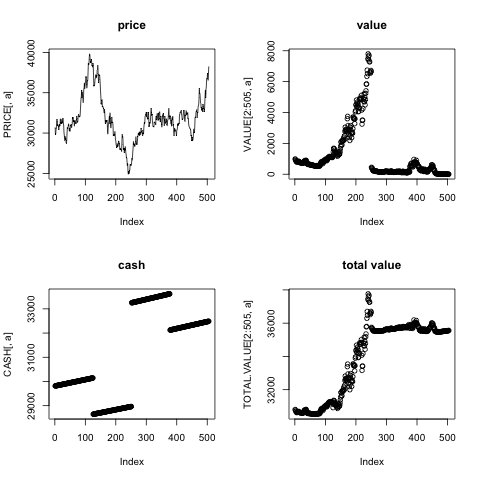 price
PRICE[, a]
40000
35000
30000
25000
0 100 200 300 400 500
Index
value
VALUE[2:505, a]
8000
6000
4000
2000
0
0 100 200 300 400 500
Index
cash
CASH[, a]
33000
31000
29000
0 100 200 300 400 500
Index
total value
TOTAL.VALUE[2:505, a]
36000
32000
0 100 200 300 400 500
Index